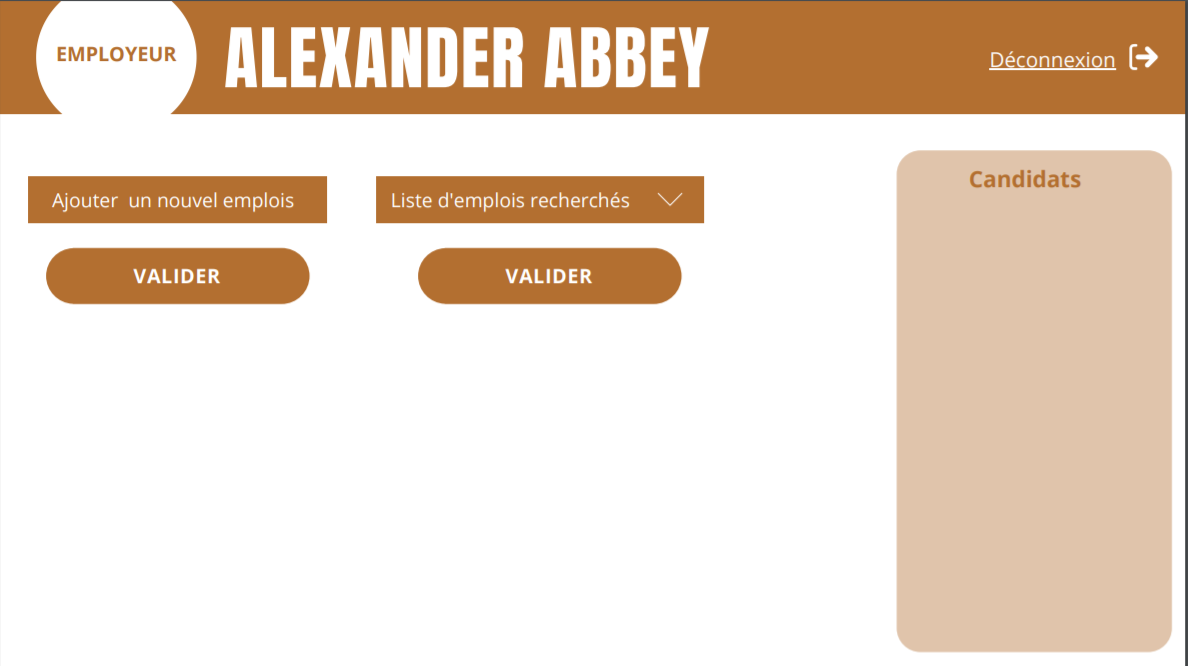 EMPLOYEUR
ALEXANDER ABBEY
Déconnexion
Ajouter  un nouvel emplois
Liste d'emplois recherchés
Candidats
VALIDER
VALIDER